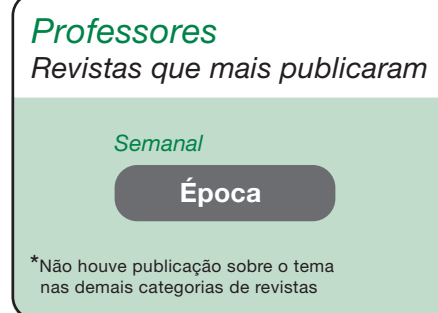 Professores
Revistas que mais publicaram
Semanal
Época
*Não houve publicação sobre o tema
nas demais categorias de revistas